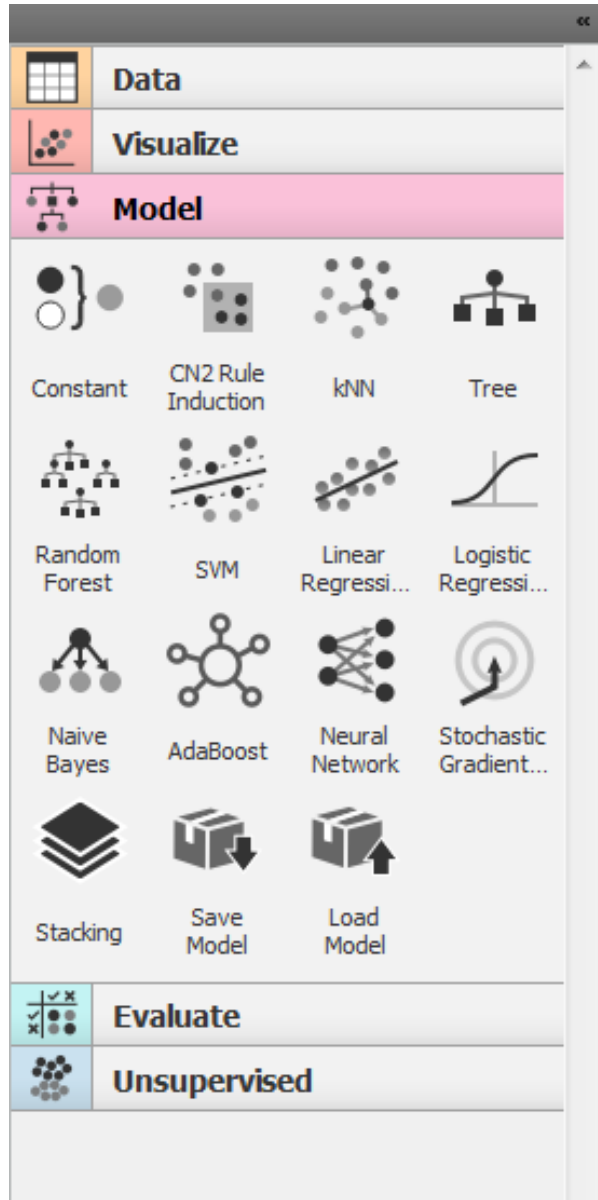 «
Data
Visualize
Model
Constant
CN2 Rule
Induction
kNN
Tree
Random
Forest
SVM
Linear
Regressi...
Logistic
Regressi...
Naive
Bayes
AdaBoost
Neural
Network
Stochastic
Gradient...
Stacking
Save
Model
Load
Model
Evaluate
Unsupervised